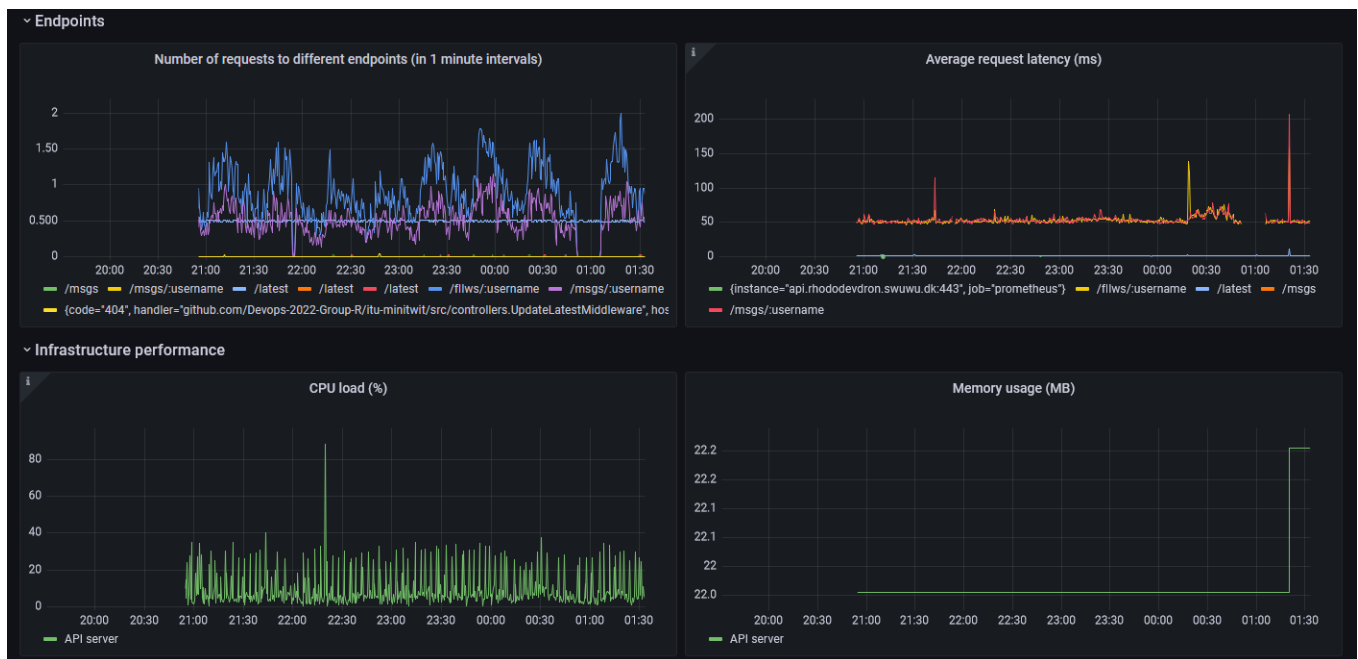 Endpoints
Number of requests to different endpoints (in 1 minute intervals)
2
1.50
1
0.500
0
20:00 20:30 21:00 21:30 22:00 22:30 23:00 23:30 00:00 00:30 01:00 01:30
/msgs /msgs/:username /latest /latest /latest /fllws/:username /msgs/:username
{code="404", handler="github.com/Devops-2022-Group-R/itu-minitwit/src/controllers.UpdateLatestMiddleware", hos
i
Average request latency (ms)
200
150
100
50
0
20:00 20:30 21:00 21:30 22:00 22:30 23:00 23:30 00:00 00:30 01:00 01:30
{instance="api.rhododevdron.swuwu.dk:443", job="prometheus"} /fllws/:username /latest /msgs
/msgs/:username
Infrastructure performance
i
CPU load (%)
80
60
40
20
0
20:00 20:30 21:00 21:30 22:00 22:30 23:00 23:30 00:00 00:30 01:00 01:30
API server
Memory usage (MB)
22.2
22.2
22.1
22.1
22
22.0
20:00 20:30 21:00 21:30 22:00 22:30 23:00 23:30 00:00 00:30 01:00 01:30
API server